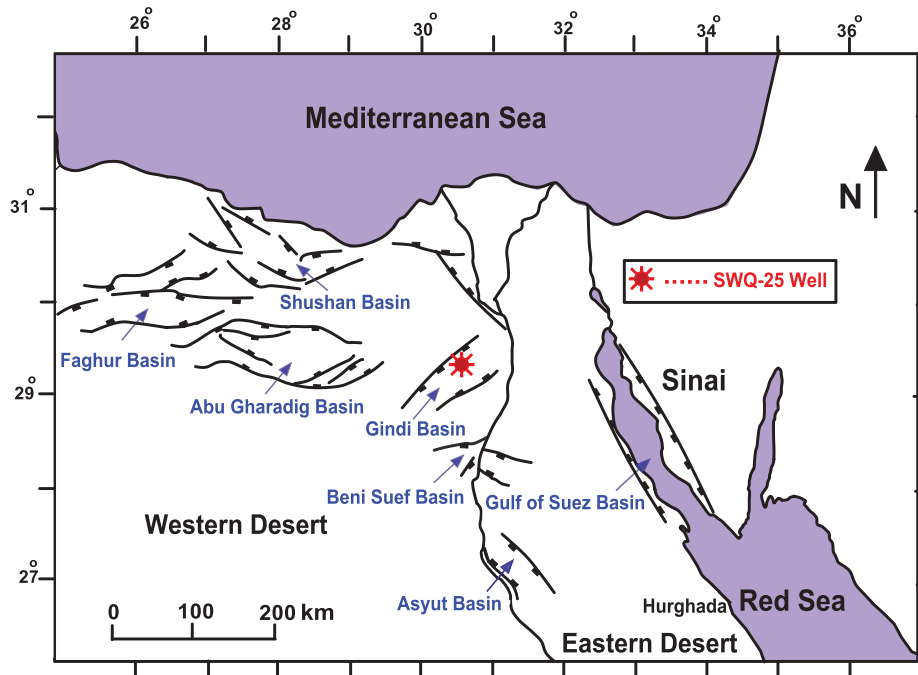 26° 28° 30° 32° 34° 36°
Mediterranean Sea
31°
N
SWQ-25 Well
Shushan Basin
Faghur Basin
Sinai
29°
Abu Gharadig Basin
Gindi Basin
Beni Suef Basin
Gulf of Suez Basin
Western Desert
27°
Asyut Basin
Hurghada
Red Sea
0 100 200 km
Eastern Desert